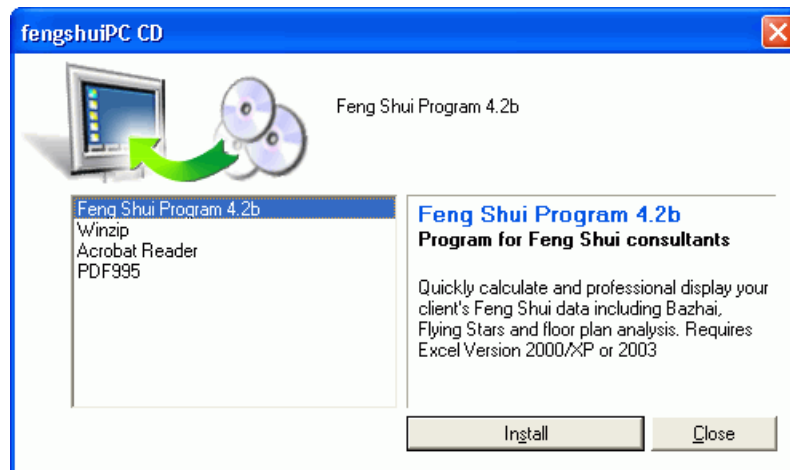 fengshuiPC CD
Feng Shui Program 4.2b
Feng Shui Program 4.2b
Winzip
Acrobat Reader
PDF995
Feng Shui Program 4.2b
Program for Feng Shui consultants
Quickly calculate and professional display your
client's Feng Shui data including Bazhai,
Flying Stars and floor plan analysis. Requires
Excel Version 2000/XP or 2003
Install
Close